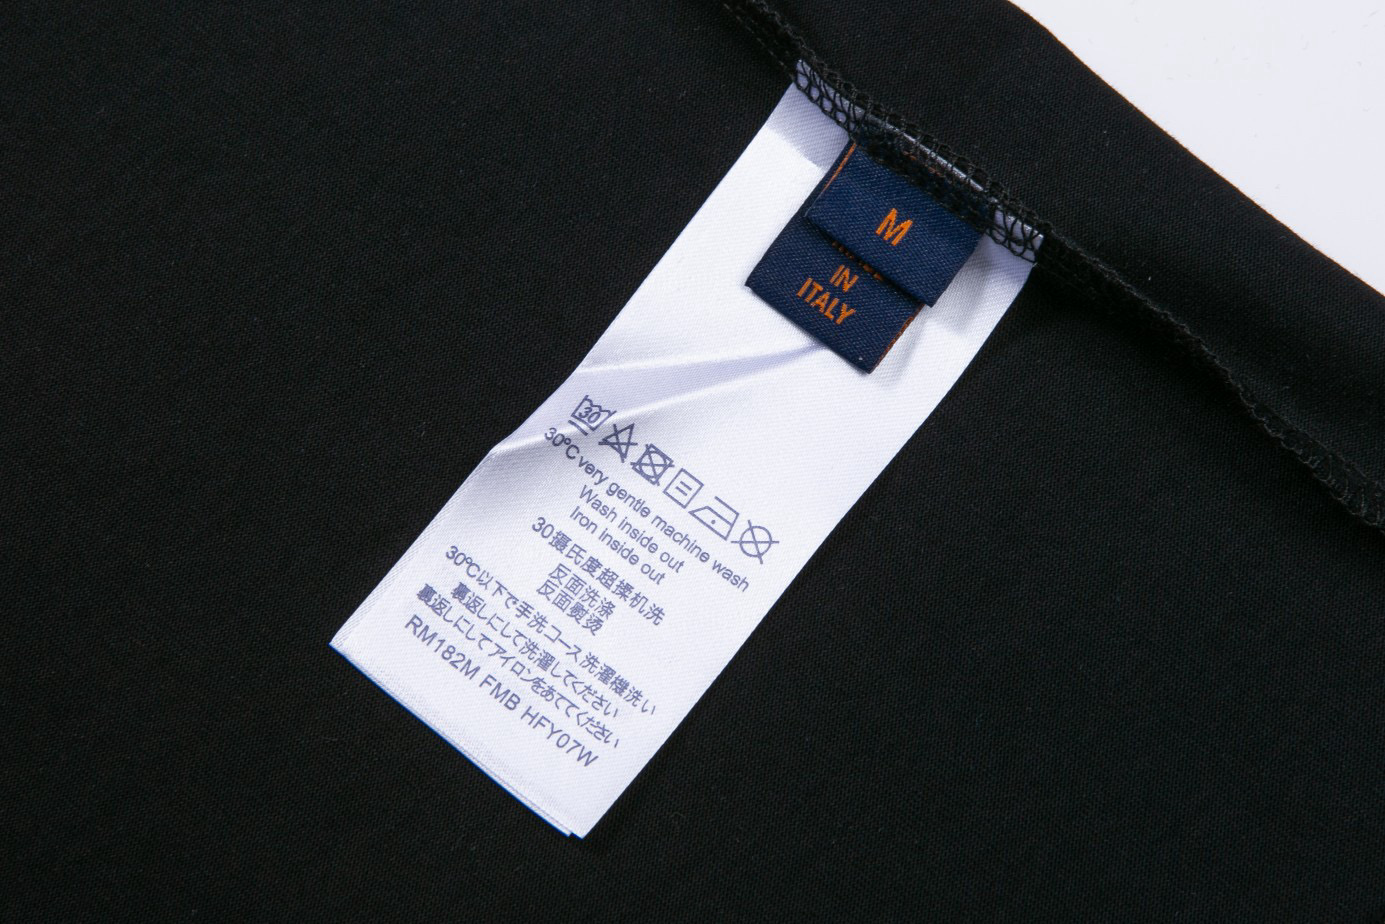 M
IN
ITALY
30
30°C very gentle machine wash
Wash inside out
Iron inside out
30摄氏度超揉机洗
反面洗涤
反面熨烫
30℃以下で手洗コース洗濯機洗い
裏返しにして洗濯してください
裏返しにしてアイロンをあててください
RM182M FMB HFY07W